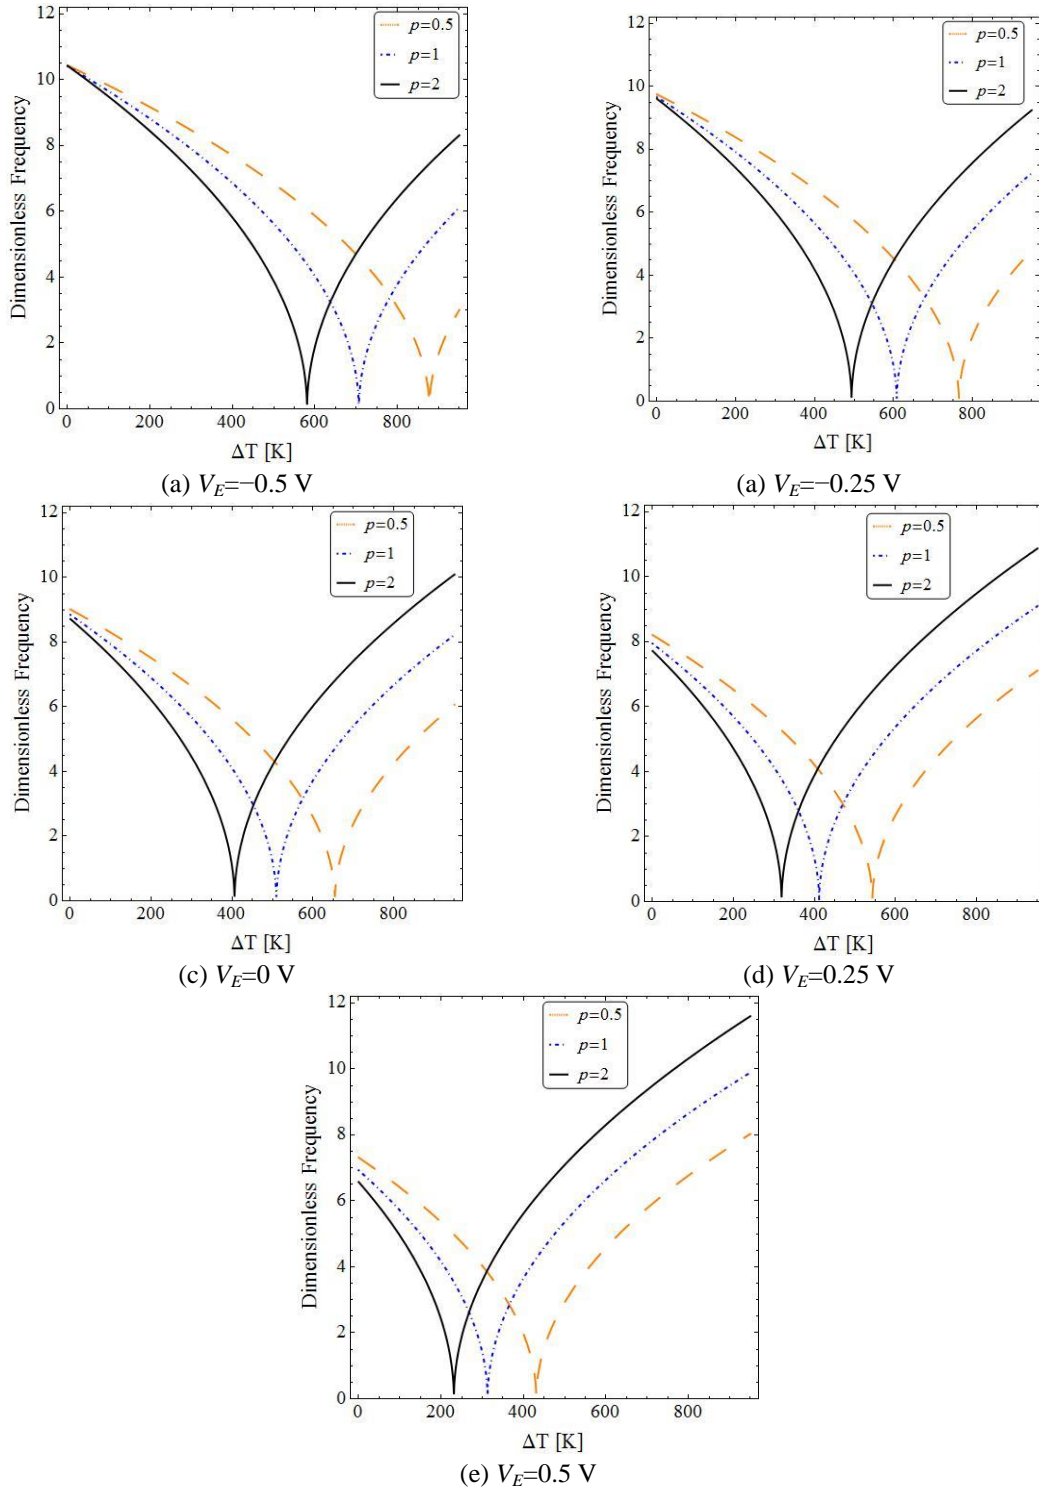 12
10
8
6
4
2
0
Dimensionless Frequency
p=0.5
p=1
p=2
0 200 400 600 800
ΔT [K]
(a) V_E=−0.5 V
12
10
8
6
4
2
0
Dimensionless Frequency
p=0.5
p=1
p=2
0 200 400 600 800
ΔT [K]
(a) V_E=−0.25 V
12
10
8
6
4
2
0
Dimensionless Frequency
p=0.5
p=1
p=2
0 200 400 600 800
ΔT [K]
(c) V_E=0 V
12
10
8
6
4
2
0
Dimensionless Frequency
p=0.5
p=1
p=2
0 200 400 600 800
ΔT [K]
(d) V_E=0.25 V
12
10
8
6
4
2
0
Dimensionless Frequency
p=0.5
p=1
p=2
0 200 400 600 800
ΔT [K]
(e) V_E=0.5 V